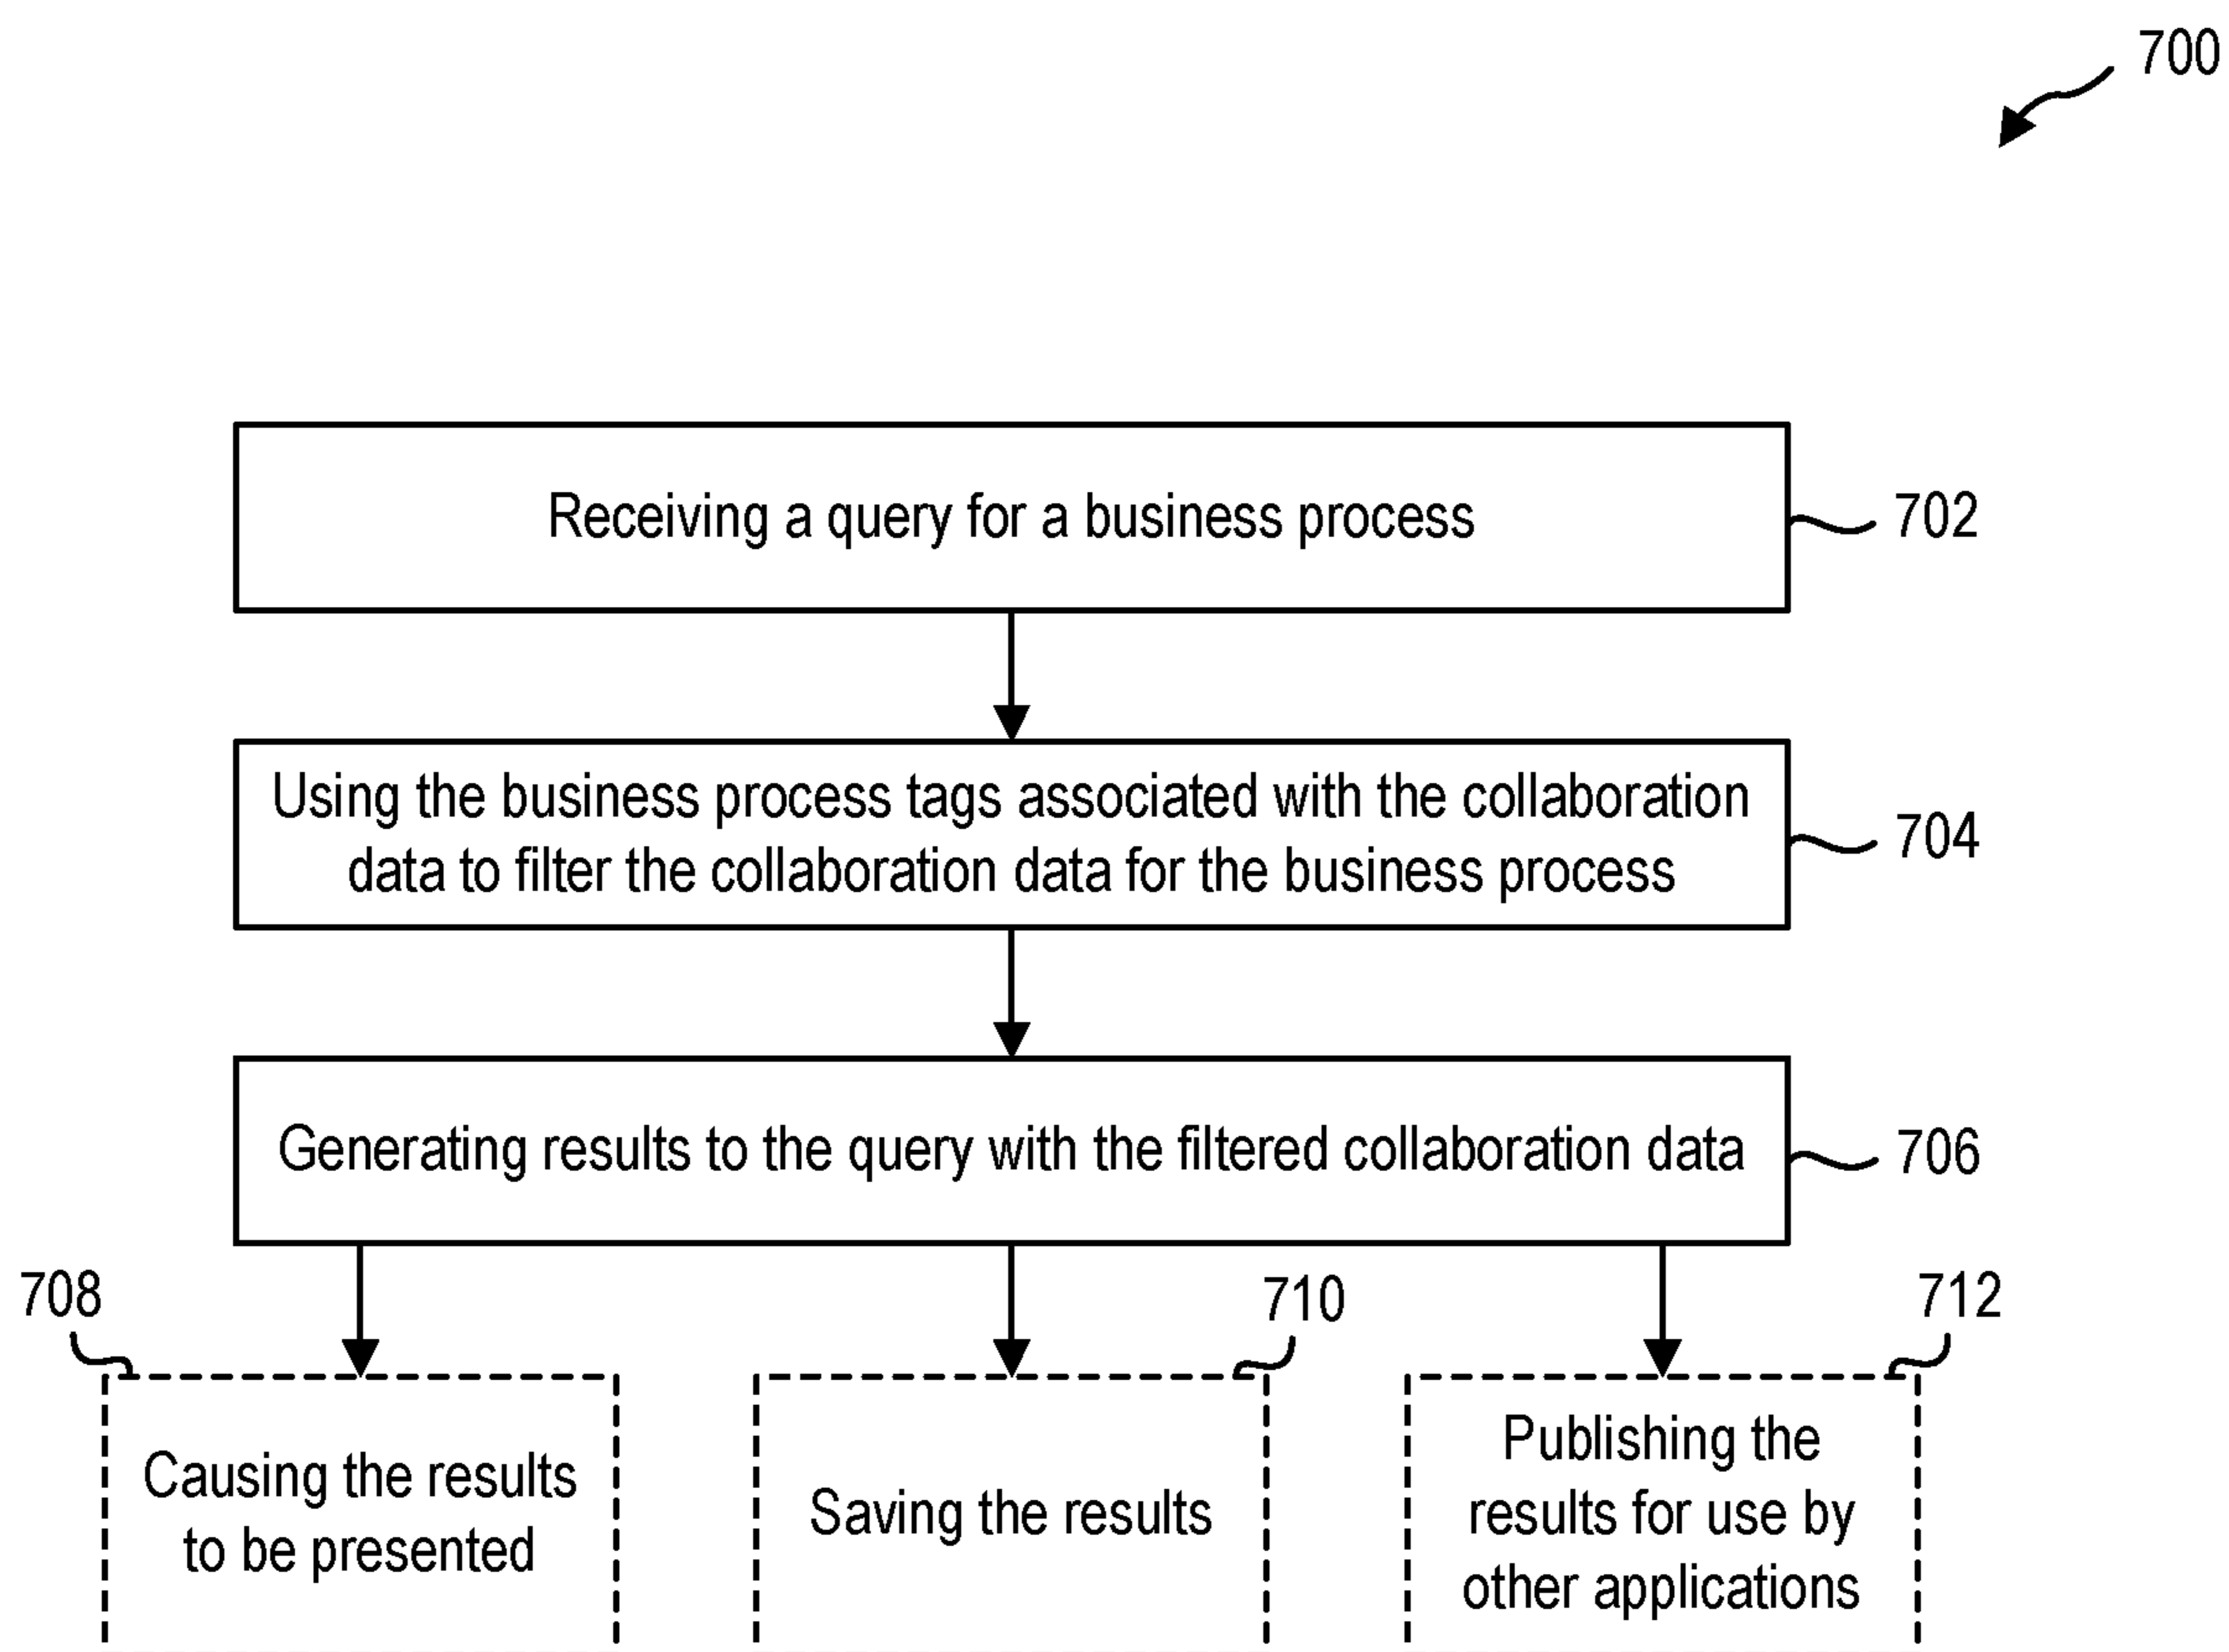 700
Receiving a query for a business process
702
Using the business process tags associated with the collaboration
data to filter the collaboration data for the business process
704
Generating results to the query with the filtered collaboration data
706
708
710
712
Causing the results
to be presented
Saving the results
Publishing the
results for use by
other applications